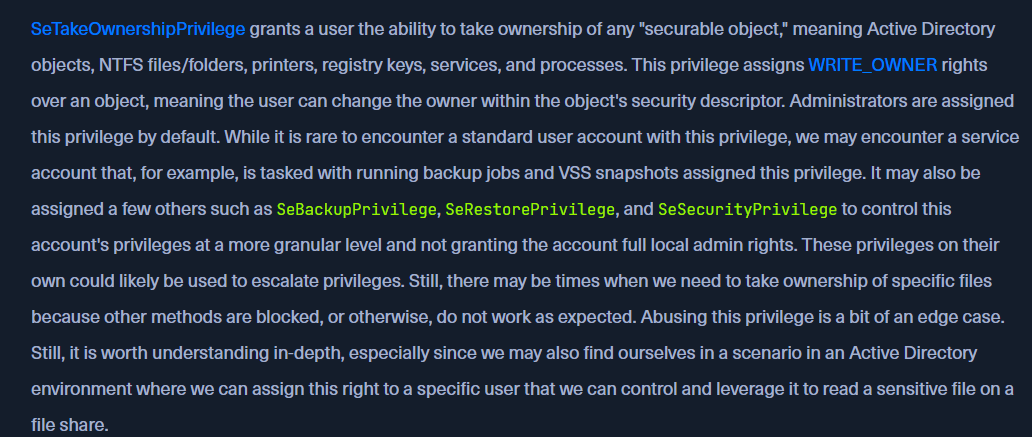 SeTakeOwnershipPrivilege grants a user the ability to take ownership of any "securable object," meaning Active Directory
objects, NTFS files/folders, printers, registry keys, services, and processes. This privilege assigns WRITE_OWNER rights
over an object, meaning the user can change the owner within the object's security descriptor. Administrators are assigned
this privilege by default. While it is rare to encounter a standard user account with this privilege, we may encounter a service
account that, for example, is tasked with running backup jobs and VSS snapshots assigned this privilege. It may also be
assigned a few others such as SeBackupPrivilege, SeRestorePrivilege, and SeSecurityPrivilege to control this
account's privileges at a more granular level and not granting the account full local admin rights. These privileges on their
own could likely be used to escalate privileges. Still, there may be times when we need to take ownership of specific files
because other methods are blocked, or otherwise, do not work as expected. Abusing this privilege is a bit of an edge case.
Still, it is worth understanding in-depth, especially since we may also find ourselves in a scenario in an Active Directory
environment where we can assign this right to a specific user that we can control and leverage it to read a sensitive file on a
file share.